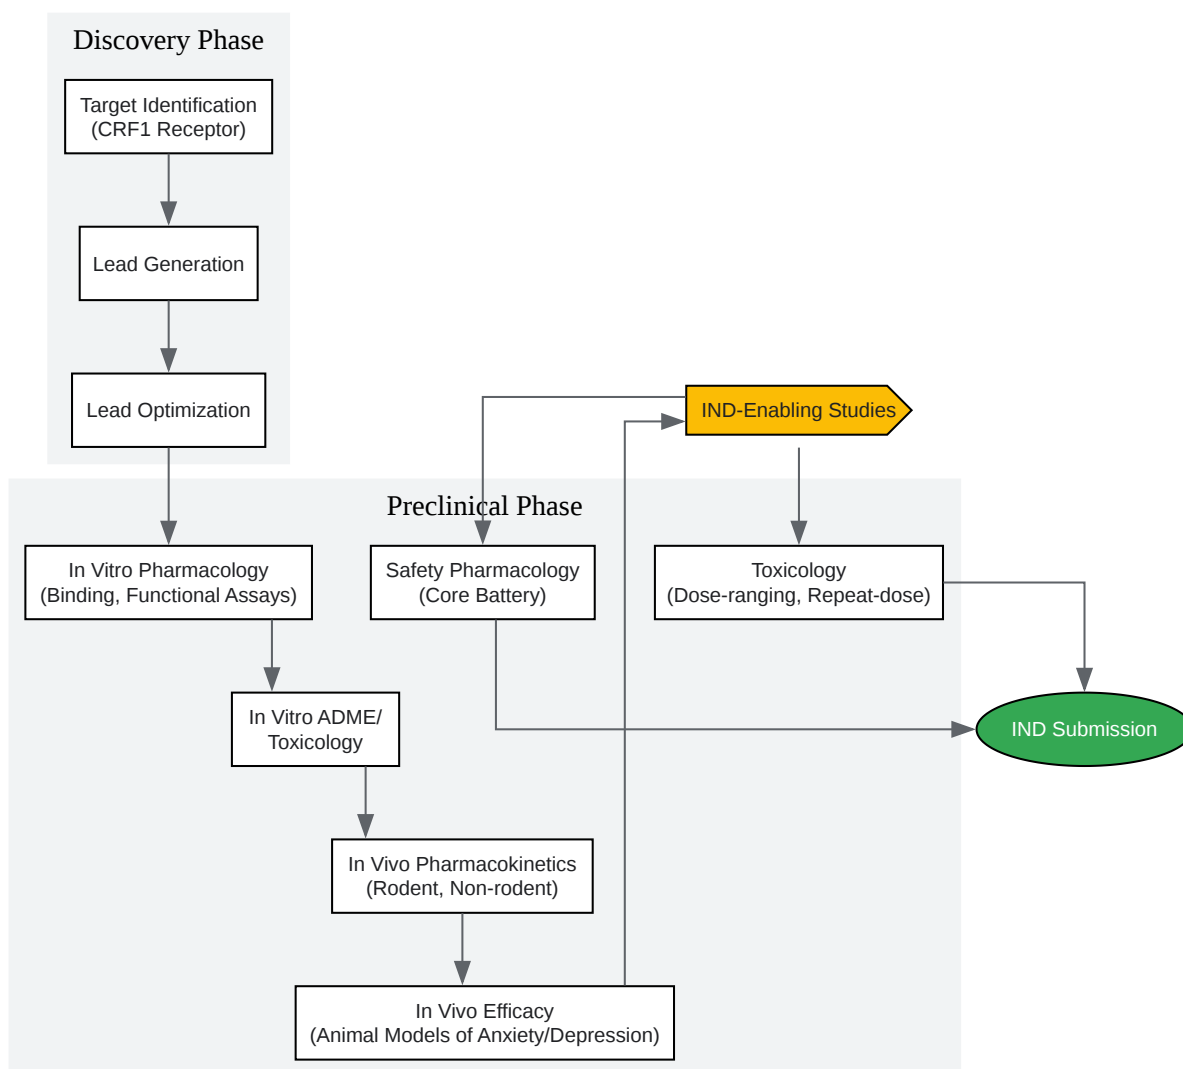 Discovery Phase
Target Identification
(CRF1 Receptor)
Lead Generation
Lead Optimization
IND-Enabling Studies
Preclinical Phase
In Vitro Pharmacology
(Binding, Functional Assays)
Safety Pharmacology
(Core Battery)
Toxicology
(Dose-ranging, Repeat-dose)
In Vitro ADME/
Toxicology
IND Submission
In Vivo Pharmacokinetics
(Rodent, Non-rodent)
In Vivo Efficacy
(Animal Models of Anxiety/Depression)